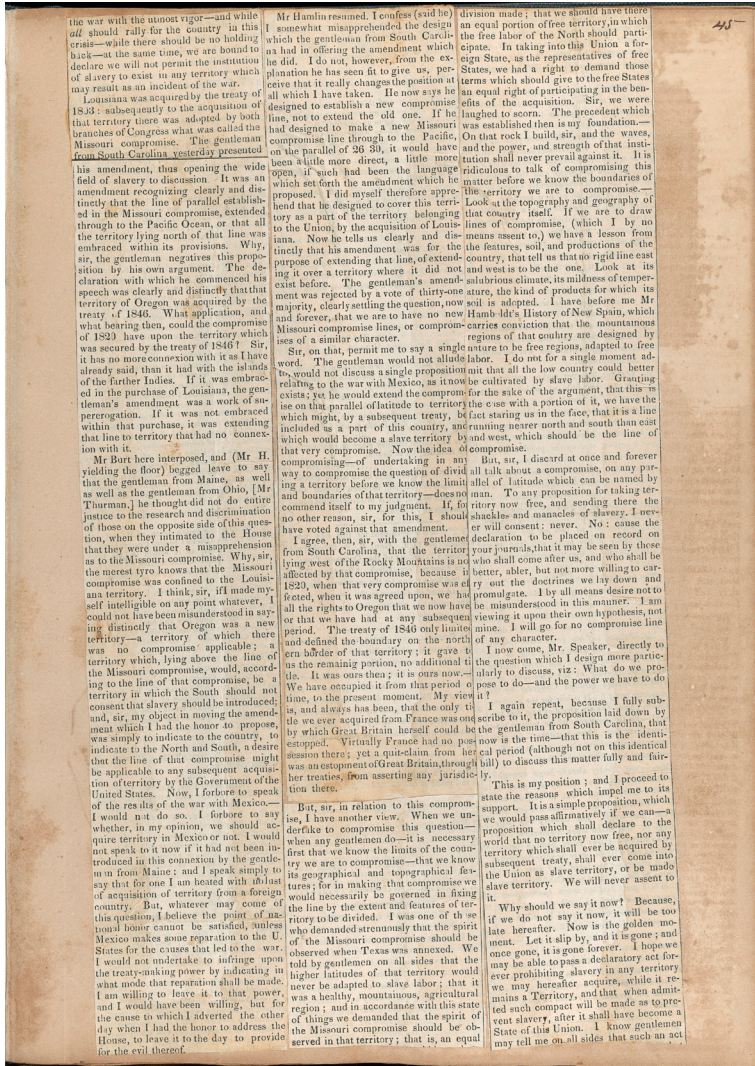 45
the war with the utmost vigor—and while
all should rally for the country in this
crisis—while there should be no holding
back—at the same time, we are bound to
declare we will not permit the institution
of slavery to exist in any territory which
may result as an incident of the war.
Louisiana was acquired by the treaty of
1803: subsequently to the acquisition of
that territory there was adopted by both
branches of Congress what was called the
Missouri compromise. The gentleman
from South Carolina yesterday presented
his amendment, thus opening the wide
field of slavery to discussion It was an
amendment recognizing clearly and dis-
tinctly that the line of parallel establish-
ed in the Missouri compromise, extended
through to the Pacific Ocean, or that all
the territory lying north of that line was
embraced within its provisions. Why,
sir, the gentleman negatives this propo-
sition by his own argument. The de-
claration with which he commenced his
speech was clearly and distinctly that that
territory of Oregon was acquired by the
treaty of 1846. What application, and
what bearing then, could the compromise
of 1820 have upon the territory which
was secured by the treaty of 1846? Sir,
it has no more connexion with it as I have
already said, than it had with the islands
of the further Indies. If it was embrac-
ed in the purchase of Louisiana, the gen-
tleman's amendment was a work of su-
pererogation. If it was not embraced
within that purchase, it was extending
that line to territory that had no connex-
ion with it.
Mr Burt here interposed, and (Mr H.
yielding the floor) begged leave to say
that the gentleman from Maine, as well
as well as the gentleman from Ohio, [Mr
Thurman,] he thought did not do entire
justice to the research and discrimination
of those on the opposite side of this ques-
tion, when they intimated to the House
that they were under a misapprehension
as to the Missouri compromise. Why, sir,
the merest tyro knows that the Missouri
compromise was confined to the Louisi-
ana territory. I think, sir, if I made my-
self intelligible on any point whatever, I
could not have been misunderstood in say-
ing distinctly that Oregon was a new
territory—a territory of which there
was no compromise applicable; a
territory which, lying above the line of
the Missouri compromise, would, accord-
ing to the line of that compromise, be a
territory in which the South should not
consent that slavery should be introduced;
and, sir, my object in moving the amend-
ment which I had the honor to propose,
was simply to indicate to the country, to
indicate to the North and South, a desire
that the line of that compromise might
be applicable to any subsequent acquisi-
tion of territory by the Government of the
United States. Now, I forbore to speak
of the results of the war with Mexico.—
I would not do so. I forbore to say
whether, in my opinion, we should ac-
quire territory in Mexico or not. I would
not speak to it now if it had not been in-
troduced in this connexion by the gentle-
man from Maine; and I speak simply to
say that for one I am heated with no lust
of acquisition of territory from a foreign
country. But, whatever may come of
this question, I believe the point of na-
tional honor cannot be satisfied, unless
Mexico makes some reparation to the U.
States for the causes that led to the war.
I would not undertake to infringe upon
the treaty-making power by indicating in
what mode that reparation shall be made.
I am willing to leave it to that power,
and I would have been willing, but for
the cause to which I adverted the other
day when I had the honor to address the
House, to leave it to the day to provide
for the evil thereof.
Mr Hamlin resumed. I confess (said he)
I somewhat misapprehended the design
which the gentleman from South Caroli-
na had in offering the amendment which
he did. I do not, however, from the ex-
planation he has seen fit to give us, per-
ceive that it really changes the position at
all which I have taken. He now says he
designed to establish a new compromise
line, not to extend the old one. If he
had designed to make a new Missouri
compromise line through to the Pacific,
on the parallel of 26 30, it would have
been a little more direct, a little more
open, if such had been the language
which set forth the amendment which he
proposed. I did myself therefore appre-
hend that he designed to cover this terri-
tory as a part of the territory belonging
to the Union, by the acquisition of Louis-
iana. Now he tells us clearly and dis-
tinctly that his amendment was for the
purpose of extending that line, of extend-
ing it over a territory where it did not
exist before. The gentleman's amend-
ment was rejected by a vote of thirty-one
majority, clearly settling the question, now
and forever, that we are to have no new
Missouri compromise lines, or comprom-
ises of a similar character.
Sir, on that, permit me to say a single
word. The gentleman would not allude
to, would not discuss a single proposition
relating to the war with Mexico, as it now
exists; yet he would extend the comprom-
ise on that parallel of latitude to territory
which might, by a subsequent treaty, be
included as a part of this country, and
which would become a slave territory by
that very compromise. Now the idea of
compromising—of undertaking in any
way to compromise the question of divid
ing a territory before we know the limit
and boundaries of that territory—does no
commend itself to my judgment. If, fo
no other reason, sir, for this, I should
have voted against that amendment.
I agree, then, sir, with the gentleman
from South Carolina, that the territory
lying west of the Rocky Mountains is no
affected by that compromise, because i
1820, when that very compromise was ef
fected, when it was agreed upon, we had
all the rights to Oregon that we now have
or that we have had at any subsequen
period. The treaty of 1846 only limited
and defined the boundary on the north
ern border of that territory; it gave t
us the remainig portion, no additional ti
tle. It was ours then; it is ours now.—
We have occupied it from that period o
time, to the present moment. My view
is, and always has been, that the only ti
tle we ever acquired from France was one
by which Great Britain herself could be
estopped. Virtually France had no pos-
session there; yet a quit-claim from her
was an estopment of Great Britain, through
her treaties, from asserting any jurisdic-
tion there.
But, sir, in relation to this comprom-
ise, I have another view. When we un-
dertake to compromise this question—
when any gentlemen do—it is necessary
first that we know the limits of the coun-
try we are to compromise—that we know
its geographical and topographical fea-
tures; for in making that compromise we
would necessarily be governed in fixing
the line by the extent and features of ter-
ritory to be divided. I was one of those
who demanded strenuously that the spirit
of the Missouri compromise should be
observed when Texas was annexed. We
told by gentlemen on all sides that the
higher latitudes of that territory would
never be adapted to slave labor; that it
was a healthy, mountainous, agricultural
region; and in accordance with this state
of things we demanded that the spirit of
the Missouri compromise should be ob-
served in that territory; that is, an equal
division made; that we should have there
an equal portion of free territory, in which
the free labor of the North should parti-
cipate. In taking into this Union a for-
eign State, as the representatives of free
States, we had a right to demand those
terms which should give to the free States
an equal right of participating in the ben-
efits of the acquisition. Sir, we were
laughed to scorn. The precedent which
was established then is my foundation.—
On that rock I build, sir, and the waves,
and the power, and strength of that insti-
tution shall never prevail against it. It is
ridiculous to talk of compromising this
matter before we know the boundaries of
the territory we are to compromise.—
Look at the topography and geography of
that country itself. If we are to draw
lines of compromise, (which I by no
means assent to,) we have a lesson from
the features, soil, and productions of the
country, that tell us that no rigid line east
and west is to be the one. Look at its
salubrious climate, its mildness of temper-
ature, the kind of products for which its
soil is adopted. I have before me Mr
Humboldt's History of New Spain, which
carries conviction that the mountainous
regions of that country are designed by
nature to be free regions, adapted to free
labor. I do not for a single moment ad-
mit that all the low country could better
be cultivated by slave labor. Granting
for the sake of the argument, that this is
the case with a portion of it, we have the
fact staring us in the face, that it is a line
running nearer north and south than east
and west, which should be the line of
compromise.
But, sir, I discard at once and forever
all talk about a compromise, on any par-
allel of latitude which can be named by
man. To any proposition for taking ter-
ritory now free, and sending there the
shackles and manacles of slavery. I nev-
er will consent: never. No: cause the
declaration to be placed on record on
your journals, that it may be seen by those
who shall come after us, and who shall be
better, abler, but not more willing to car-
ry out the doctrines we lay down and
promulgate. I by all means desire not to
be misunderstood in this manner. I am
viewing it upon their own hypothesis, not
mine. I will go for no compromise line
of any character.
I now come, Mr. Speaker, directly to
the question which I design more partic-
ularly to discuss, viz: What do we pro-
pose to do—and the power we have to do
it?
I again repeat, because I fully sub-
scribe to it, the proposition laid down by
the gentleman from South Carolina, that
now is the time—that this is the identi-
cal period (although not on this identical
bill) to discuss this matter fully and fair-
ly.
This is my position; and I proceed to
state the reasons which impel me to its
support. It is a simple proposition, which
we would pass affirmatively if we can—a
proposition which shall declare to the
world that no territory now free, nor any
territory which shall ever be acquired by
subsequent treaty, shall ever come into
the Union as slave territory, or be made
slave territory. We will never assent to
it.
Why should we say it now? Because,
if we do not say it now, it will be too
late hereafter. Now is the golden mo-
ment. Let it slip by, and it is gone; and
once gone, it is gone forever. I hope we
may be able to pass a declaratory act for-
ever prohibiting slavery in any territory
we may hereafter acquire, while it re-
mains a Territory, and that when admit-
ted such compact will be made as to pre-
vent slavery, after it shall have become a
State of this Union. I know gentlemen
may tell me on all sides that such an act